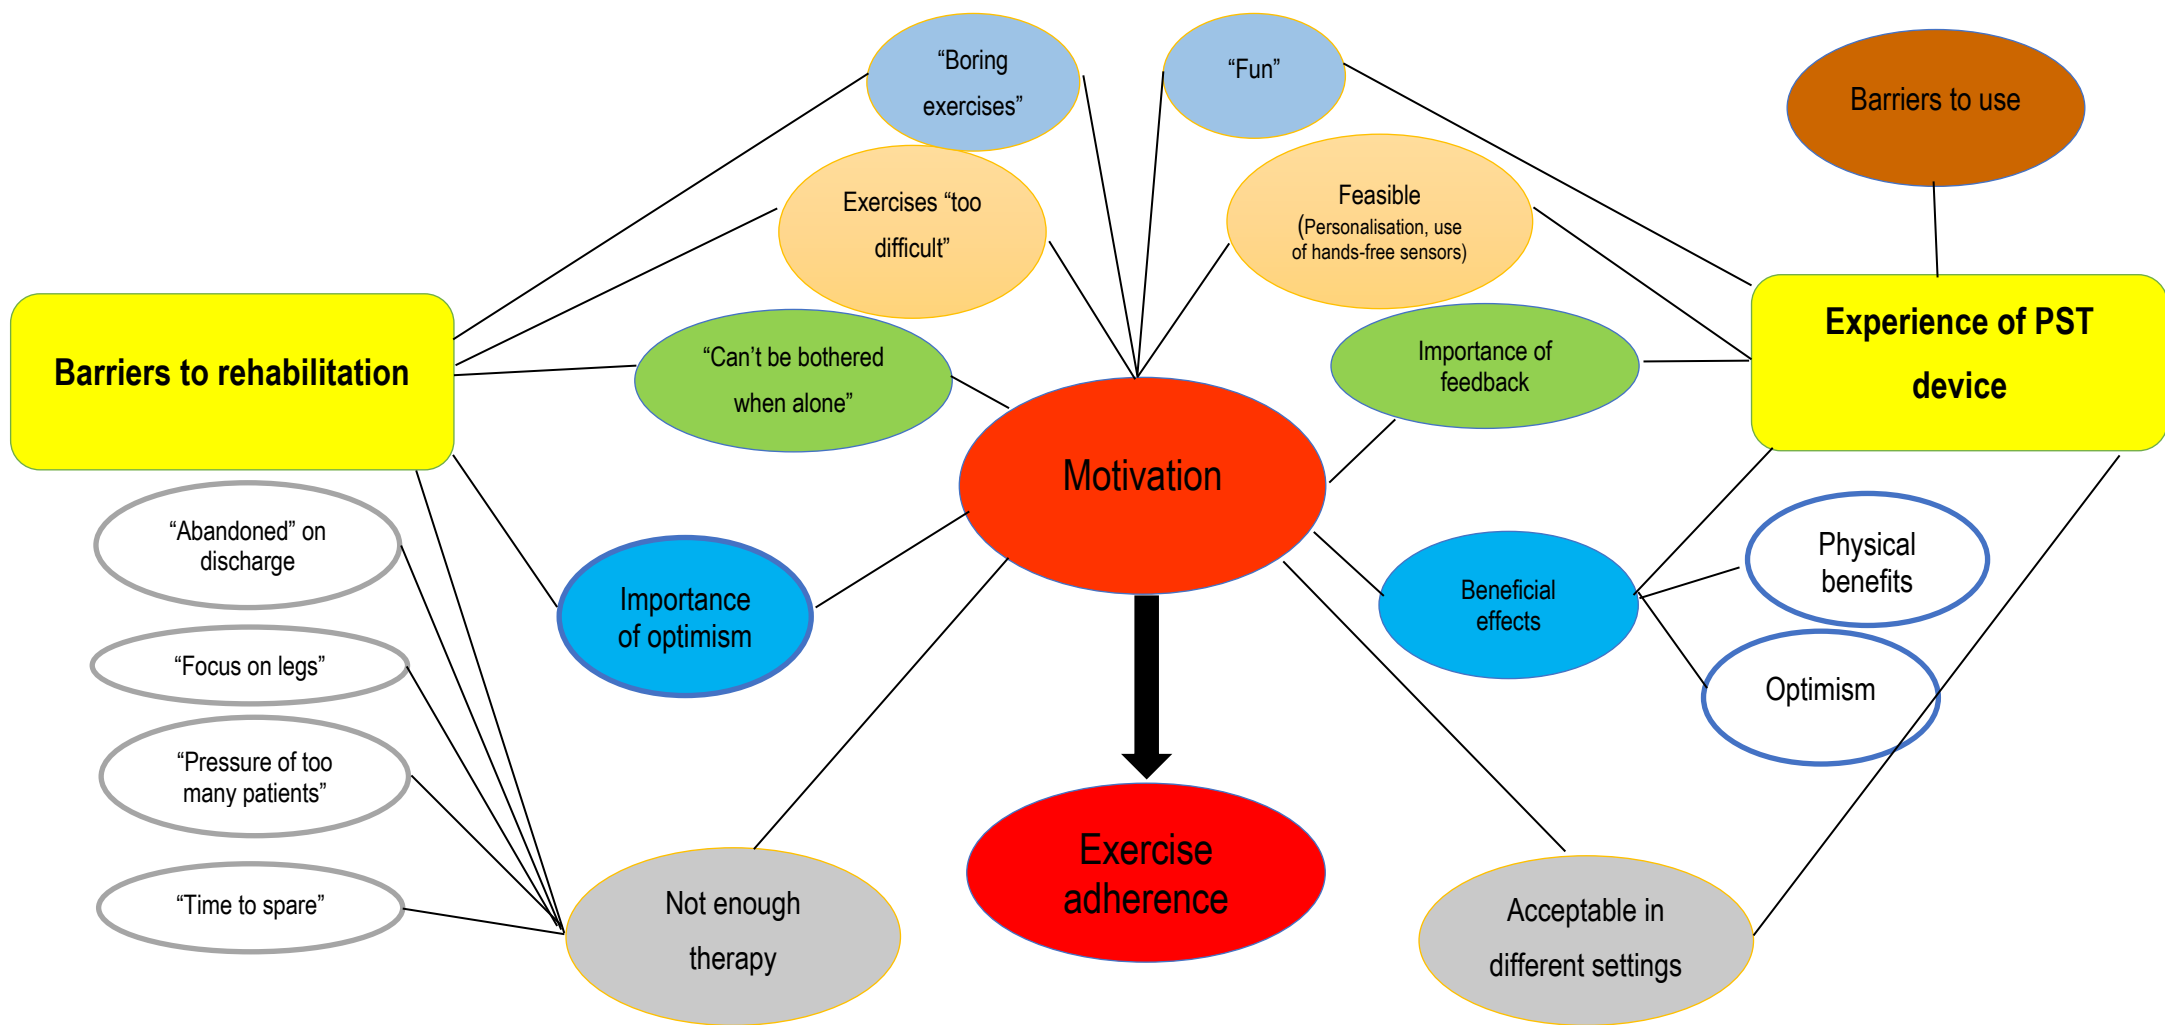 “Boring
exercises”
“Fun”
Barriers to use
Exercises “too
difficult”
Feasible
(Personalisation, use
of hands-free sensors)
Barriers to rehabilitation
“Can’t be bothered
when alone”
Importance of
feedback
Experience of PST
device
Motivation
“Abandoned” on
discharge
Importance
of optimism
Beneficial
effects
Physical
benefits
“Focus on legs”
Optimism
“Pressure of too
many patients”
“Time to spare”
Not enough
therapy
Exercise
adherence
Acceptable in
different settings